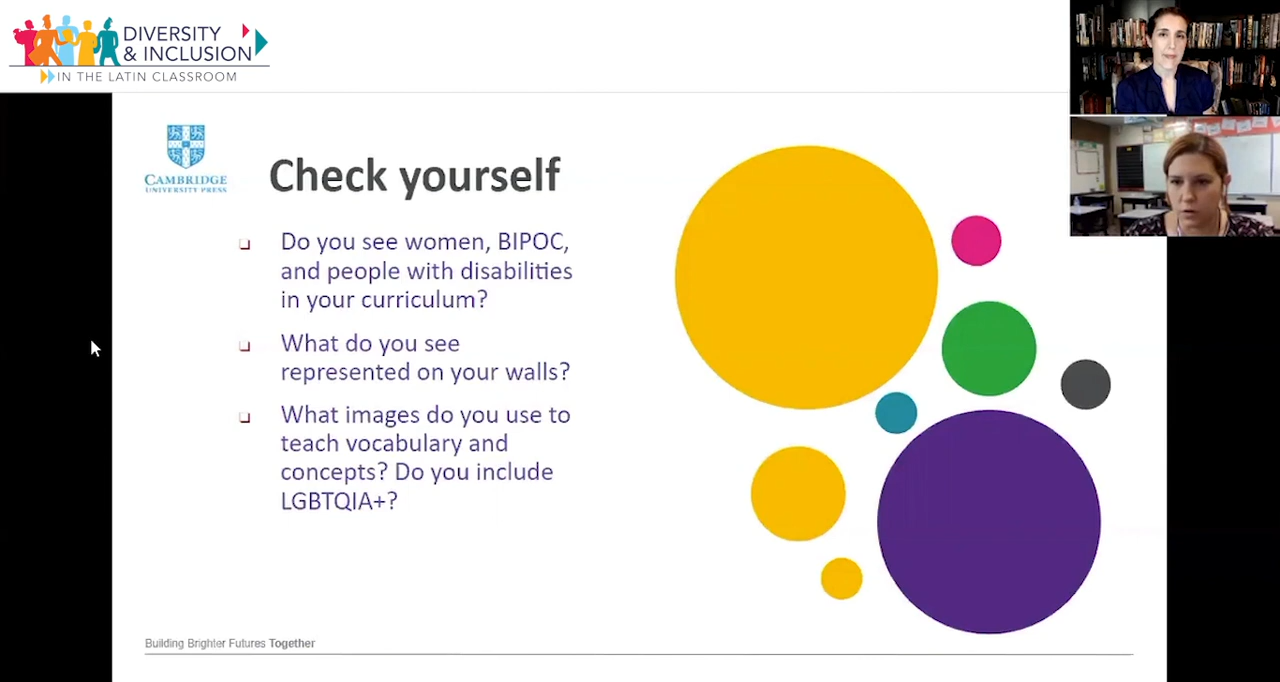 DIVERSITY
& INCLUSION
IN THE LATIN CLASSROOM
CAMBRIDGE
UNIVERSITY PRESS
Check yourself
Do you see women, BIPOC,
and people with disabilities
in your curriculum?
What do you see
represented on your walls?
What images do you use to
teach vocabulary and
concepts? Do you include
LGBTQIA+?
Building Brighter Futures Together